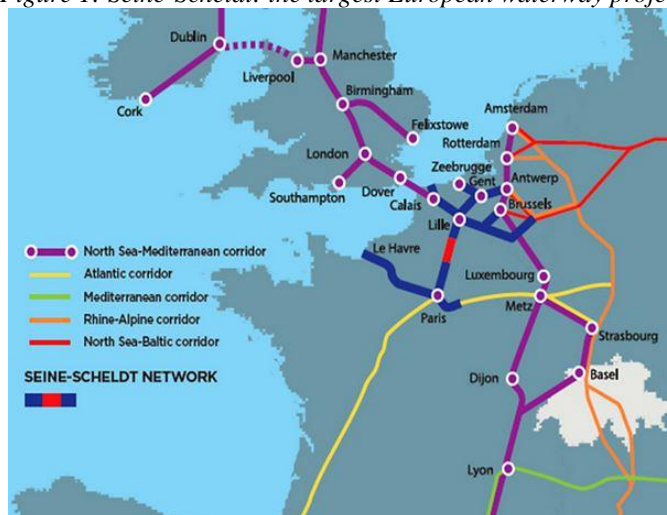 Figure 1: Seine-Scheldt: the largest European waterway proje
Dublin
Manchester
Liverpool
Cork
Birmingham
Amsterdam
Felixstowe
Rotterdam
London
Zeebrugge
Gent
Antwerp
Southampton
Dover
Calais
Brussels
Lille
North Sea-Mediterranean corridor
Le Havre
Atlantic corridor
Luxembourg
Mediterranean corridor
Paris
Metz
Rhine-Alpine corridor
Strasbourg
North Sea-Baltic corridor
SEINE-SCHELDT NETWORK
Dijon
Basel
Lyon